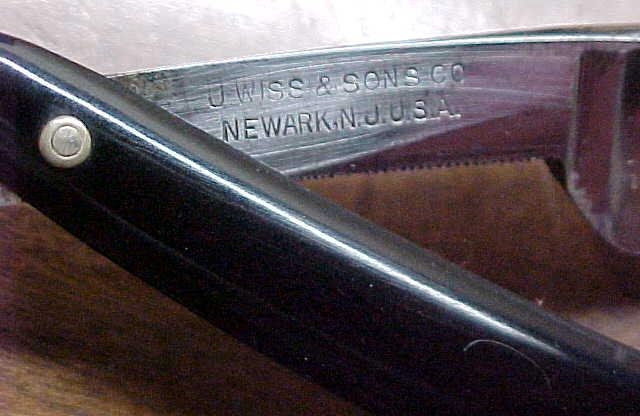 J. WISS & SONS CO
NEWARK, N.J.U.S.A.